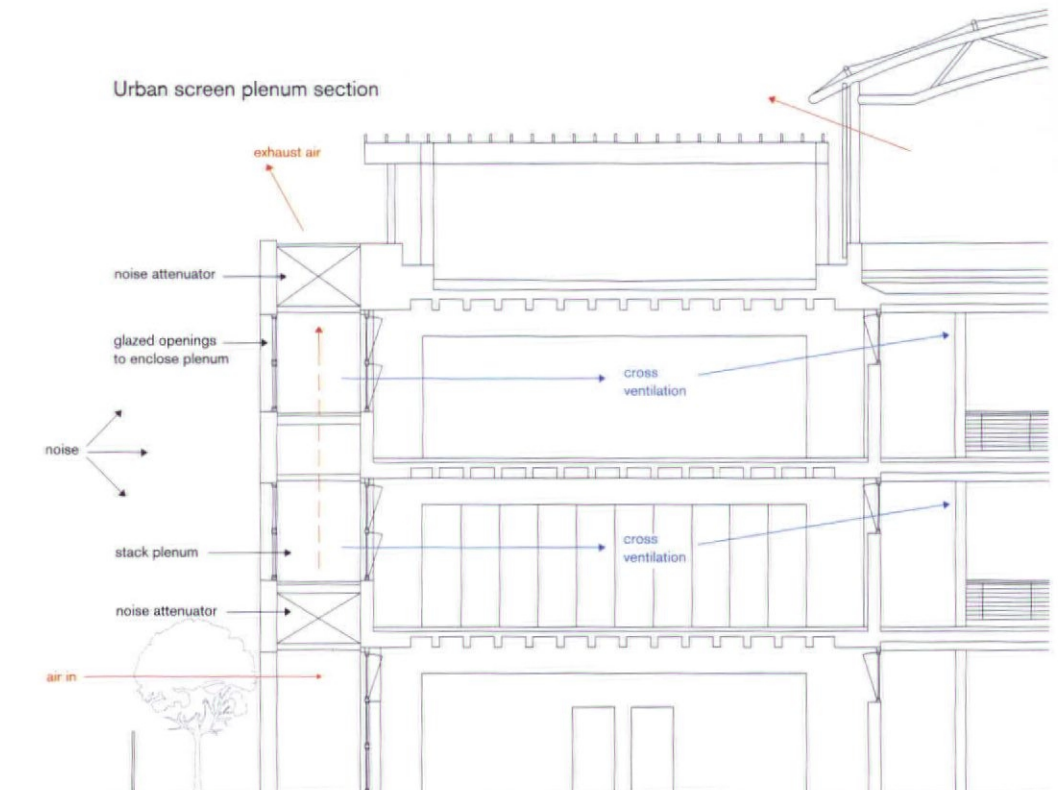 Urban screen plenum section
exhaust air
noise attenuator
glazed openings
to enclose plenum
cross
ventilation
noise
stack plenum
cross
ventilation
noise attenuator
air in